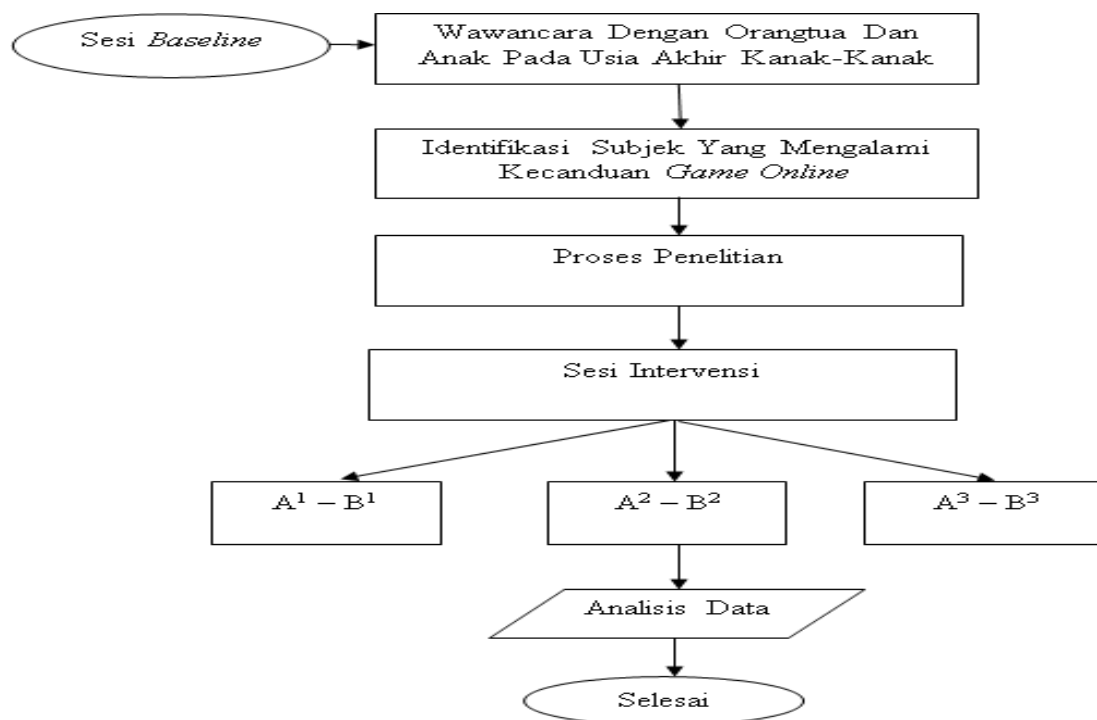 Sesi Baseline
Wawancara Dengan Orangtua Dan
Anak Pada Usia Akhir Kanak-Kanak
Identifikasi Subjek Yang Mengalami
Kecanduan Game Online
Proses Penelitian
Sesi Intervensi
A¹ – B¹
A² – B²
A³ – B³
Analisis Data
Selesai